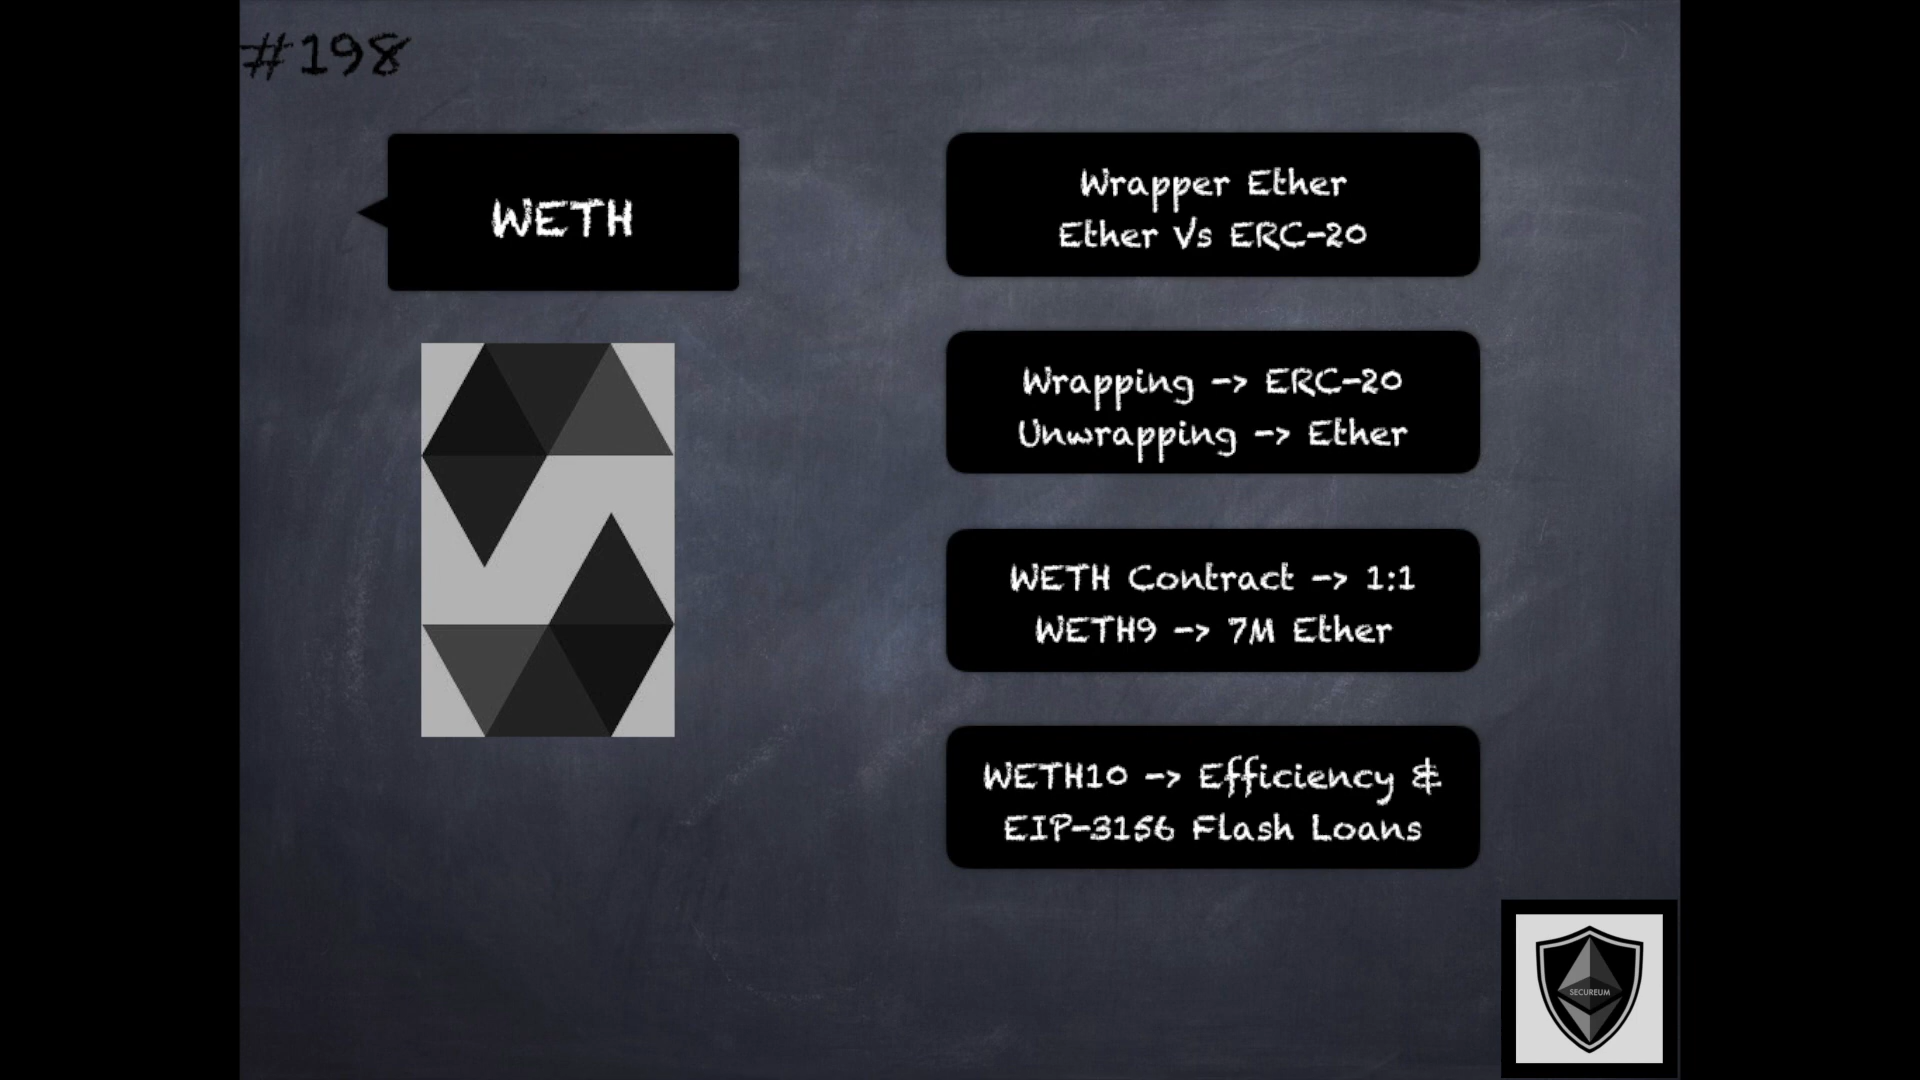 #198
WETH
Wrapper Ether
Ether Vs ERC-20
Wrapping -> ERC-20
Unwrapping -> Ether
WETH Contract -> 1:1
WETH9 -> 7M Ether
WETH10 -> Efficiency &
EIP-3156 Flash Loans
SECUREUM